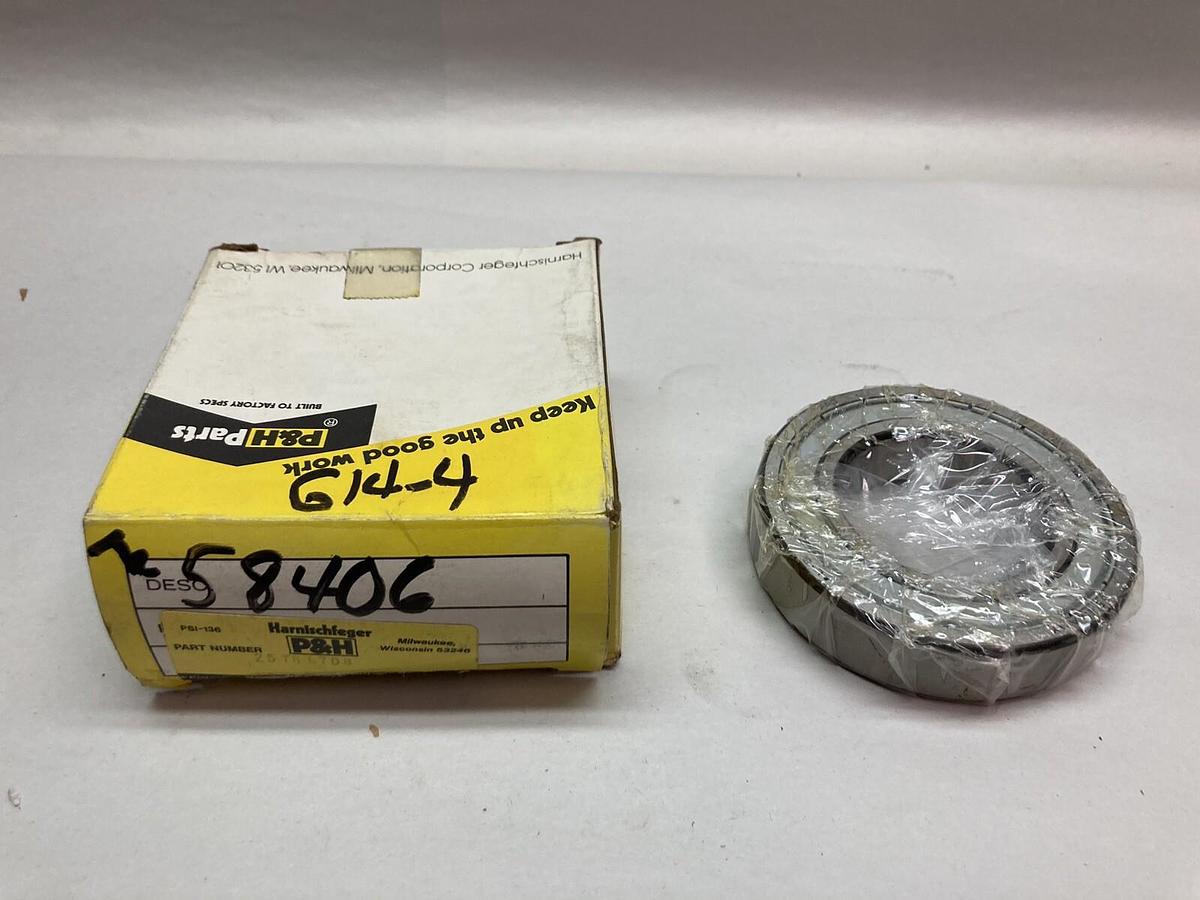 Harnischfeger Corporation, Milwaukee, WI 53201
P&H Parts®
BUILT TO FACTORY SPECS
Keep up the good work
G14-4
58406
DESC
PSI-136
Harnischfeger
P&H
PART NUMBER
Milwaukee,
Wisconsin 53246